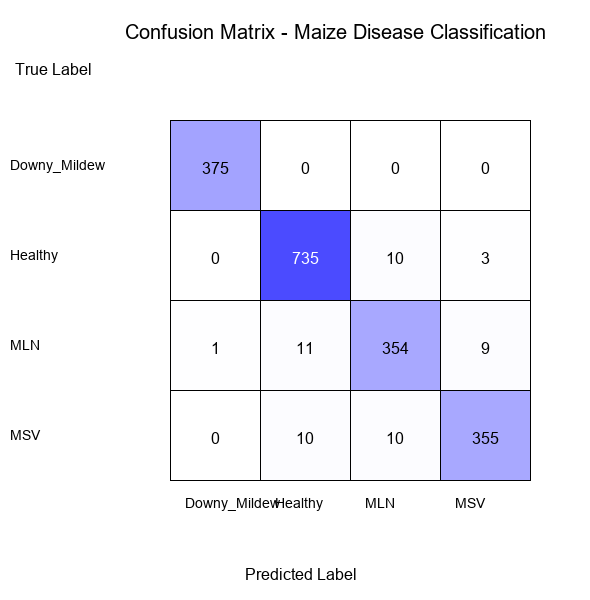 Confusion Matrix - Maize Disease Classification
True Label
Downy_Mildew 375 0 0 0
Healthy 0 735 10 3
MLN 1 11 354 9
MSV 0 10 10 355
Downy_Mildew Healthy MLN MSV
Predicted Label